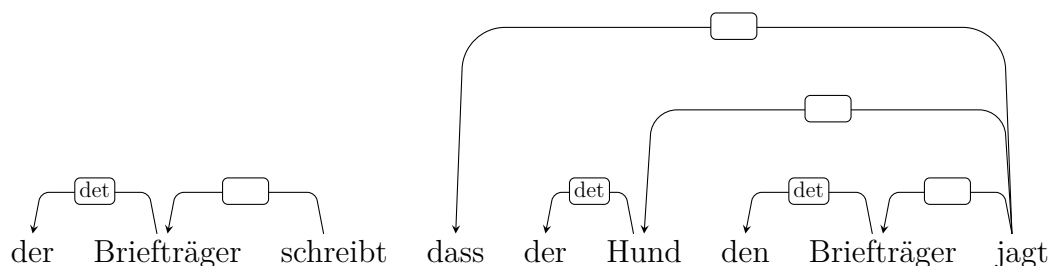 det det det
der Briefträger schreibt dass der Hund den Briefträger jagt